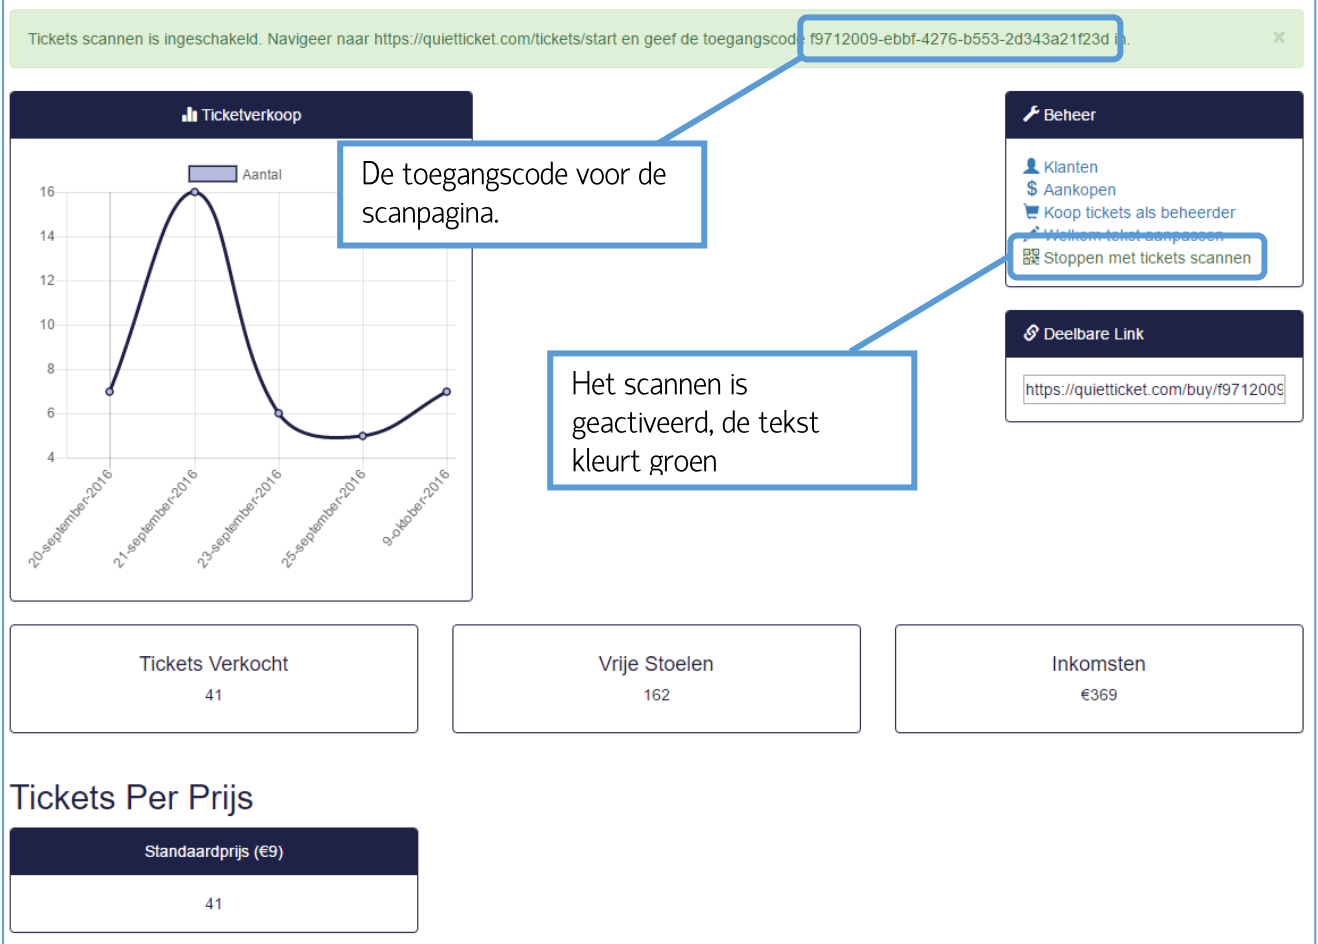 Tickets scannen is ingeschakeld. Navigeer naar https://quietticket.com/tickets/start en geef de toegangscode f9712009-ebbf-4276-b553-2d343a21f23d in. ×
Ticketverkoop
Aantal
16
14
12
10
8
6
4
20-september-2016
21-september-2016
23-september-2016
25-september-2016
9-oktober-2016
De toegangscode voor de
scanpagina.
Beheer
Klanten
Aankopen
Koop tickets als beheerder
Welkom tekst aanpassen
Stoppen met tickets scannen
Deelbare Link
https://quietticket.com/buy/f9712009
Het scannen is
geactiveerd, de tekst
kleurt groen
Tickets Verkocht
41
Vrije Stoelen
162
Inkomsten
€369
Tickets Per Prijs
Standaardprijs (€9)
41